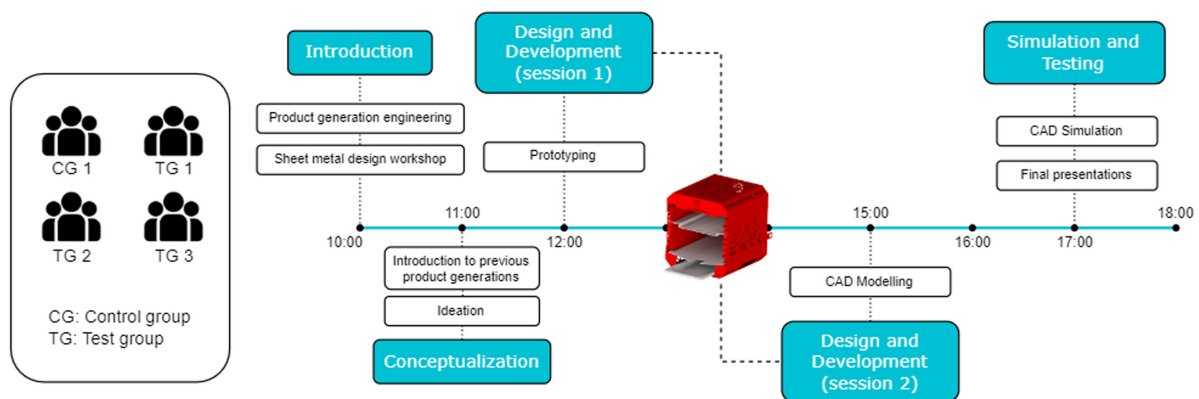 CG 1
TG 1
TG 2
TG 3
CG: Control group
TG: Test group
Introduction
Product generation engineering
Sheet metal design workshop
Design and
Development
(session 1)
Prototyping
Simulation and
Testing
CAD Simulation
Final presentations
10:00
11:00
12:00
15:00
16:00
17:00
18:00
Introduction to previous
product generations
Ideation
Conceptualization
CAD Modelling
Design and
Development
(session 2)